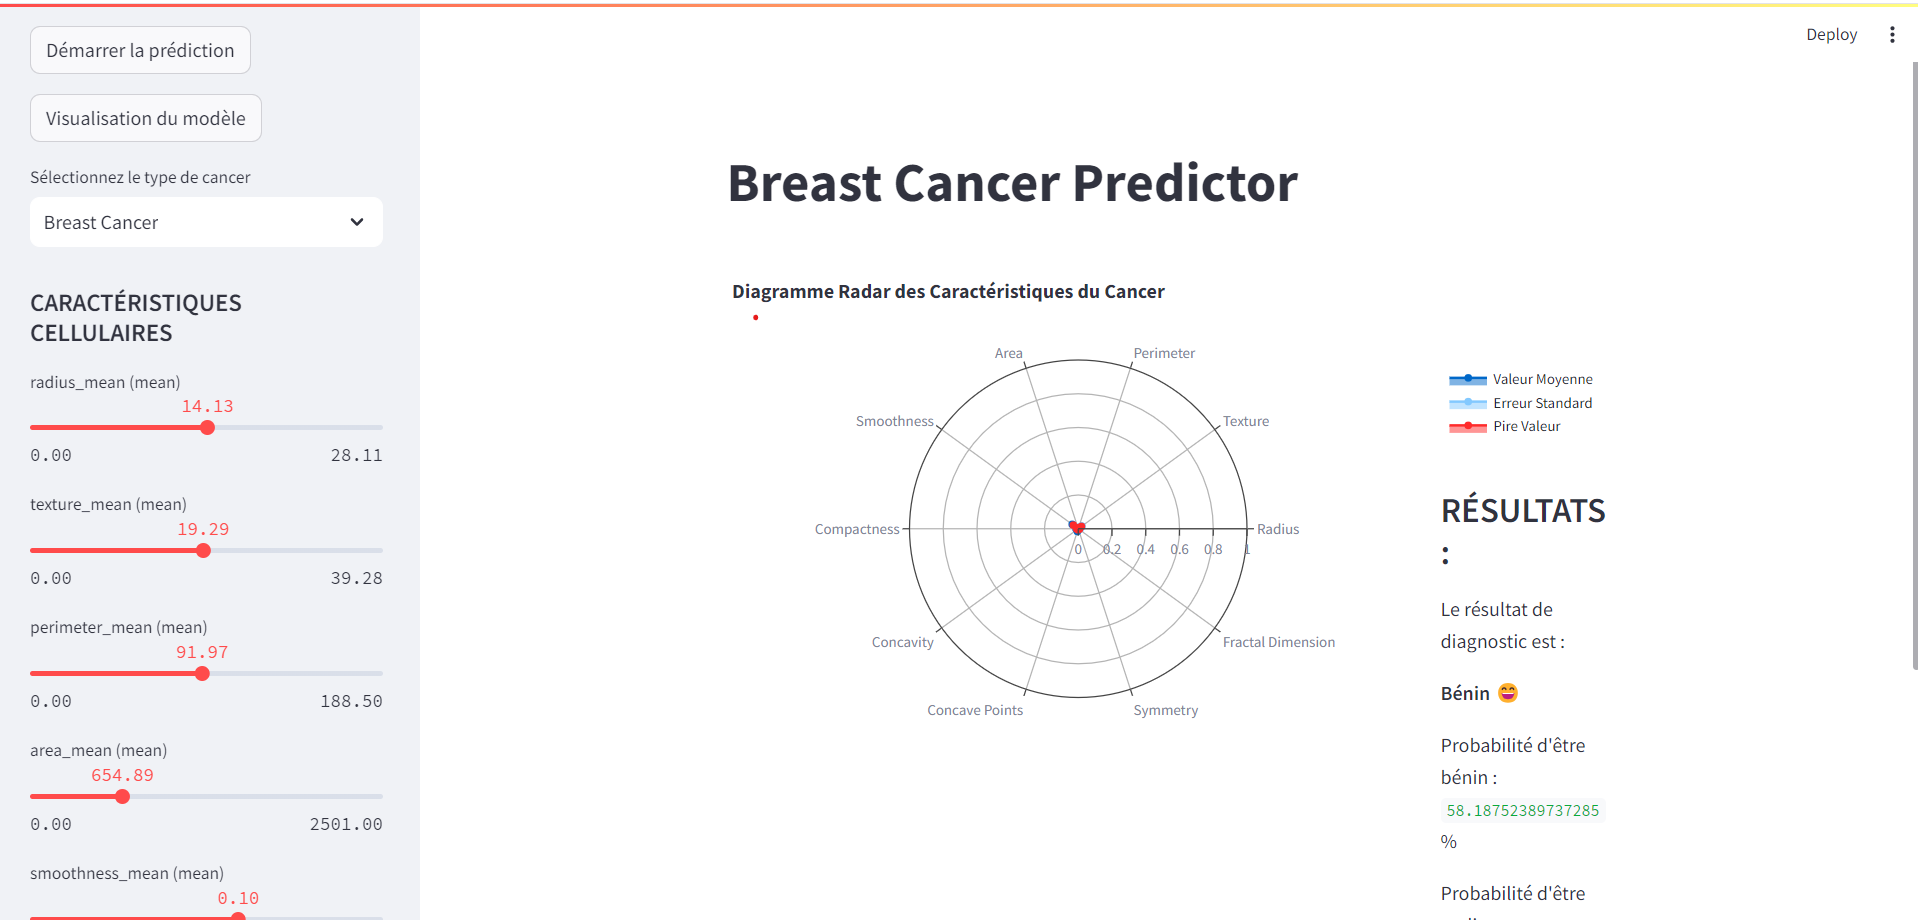 Démarrer la prédiction
Visualisation du modèle
Sélectionnez le type de cancer
Breast Cancer
CARACTÉRISTIQUES
CELLULAIRES
radius_mean (mean)
14.13
0.00 28.11
texture_mean (mean)
19.29
0.00 39.28
perimeter_mean (mean)
91.97
0.00 188.50
area_mean (mean)
654.89
0.00 2501.00
smoothness_mean (mean)
0.10
Deploy
Breast Cancer Predictor
Diagramme Radar des Caractéristiques du Cancer
Area Perimeter
Smoothness Texture
Compactness Radius
0 0.2 0.4 0.6 0.8 1
Concavity Fractal Dimension
Concave Points Symmetry
Valeur Moyenne
Erreur Standard
Pire Valeur
RÉSULTATS
:
Le résultat de
diagnostic est :
Bénin 😄
Probabilité d'être
bénin :
58.18752389737285
%
Probabilité d'être